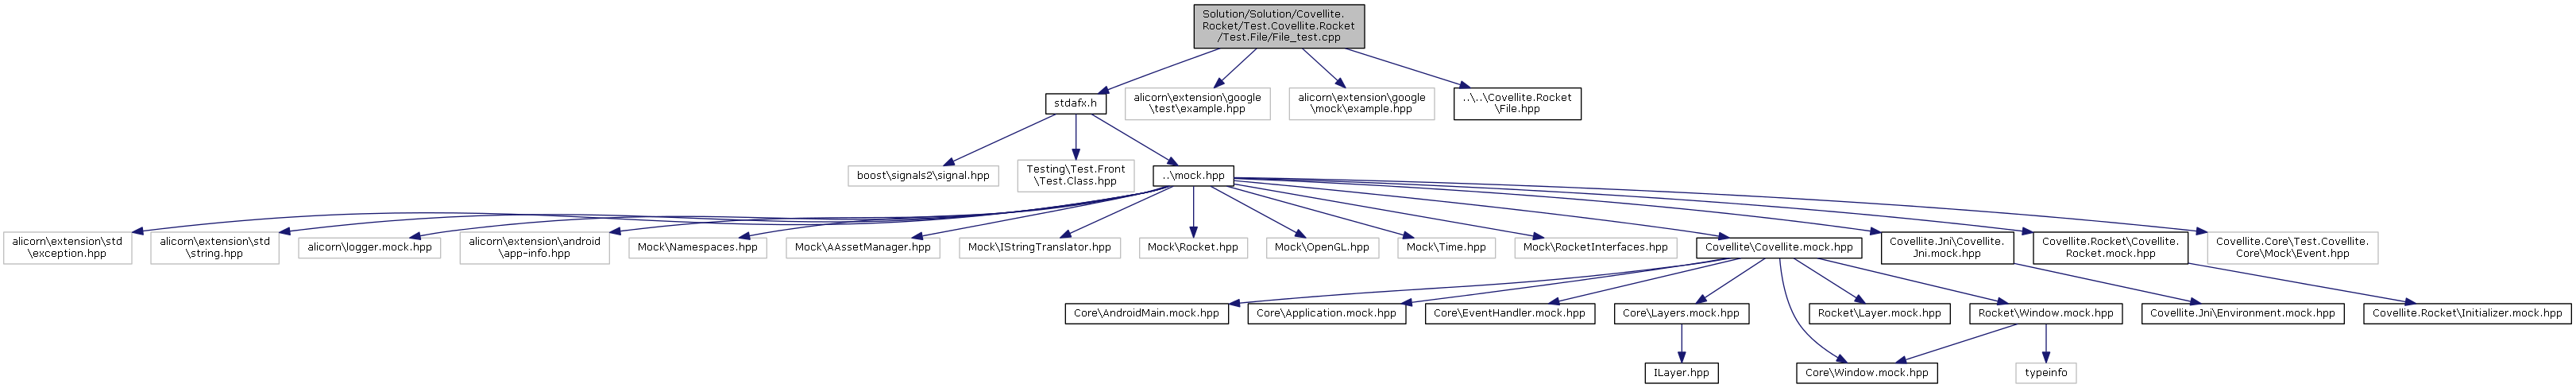 Solution/Solution/Covellite.
Rocket/Test.Covellite.Rocket
/Test.File/File_test.cpp
stdafx.h
alicorn\extension\google
\test\example.hpp
alicorn\extension\google
\mock\example.hpp
..\..\Covellite.Rocket
\File.hpp
boost\signals2\signal.hpp
Testing\Test.Front
\Test.Class.hpp
..\mock.hpp
alicorn\extension\std
\exception.hpp
alicorn\extension\std
\string.hpp
alicorn\logger.mock.hpp
alicorn\extension\android
\app-info.hpp
Mock\Namespaces.hpp
Mock\AAssetManager.hpp
Mock\IStringTranslator.hpp
Mock\Rocket.hpp
Mock\OpenGL.hpp
Mock\Time.hpp
Mock\RocketInterfaces.hpp
Covellite\Covellite.mock.hpp
Covellite.Jni\Covellite.
Jni.mock.hpp
Covellite.Rocket\Covellite.
Rocket.mock.hpp
Covellite.Core\Test.Covellite.
Core\Mock\Event.hpp
Core\AndroidMain.mock.hpp
Core\Application.mock.hpp
Core\EventHandler.mock.hpp
Core\Layers.mock.hpp
Rocket\Layer.mock.hpp
Rocket\Window.mock.hpp
Covellite.Jni\Environment.mock.hpp
Covellite.Rocket\Initializer.mock.hpp
ILayer.hpp
Core\Window.mock.hpp
typeinfo